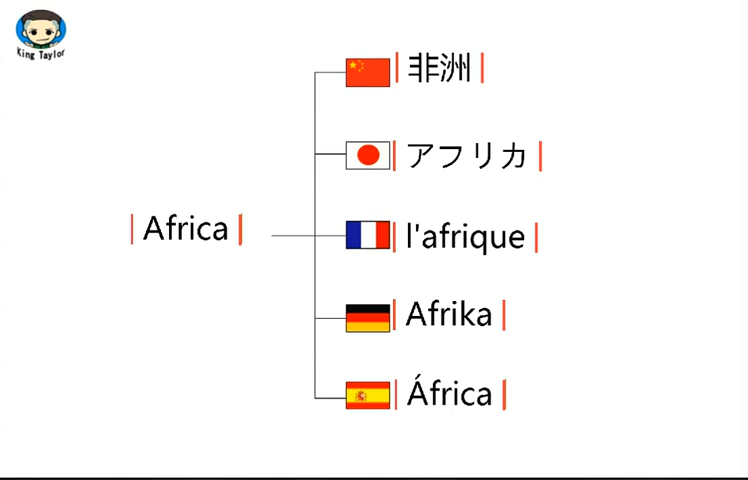 King Taylor
非洲
アフリカ
Africa
l'afrique
Afrika
África